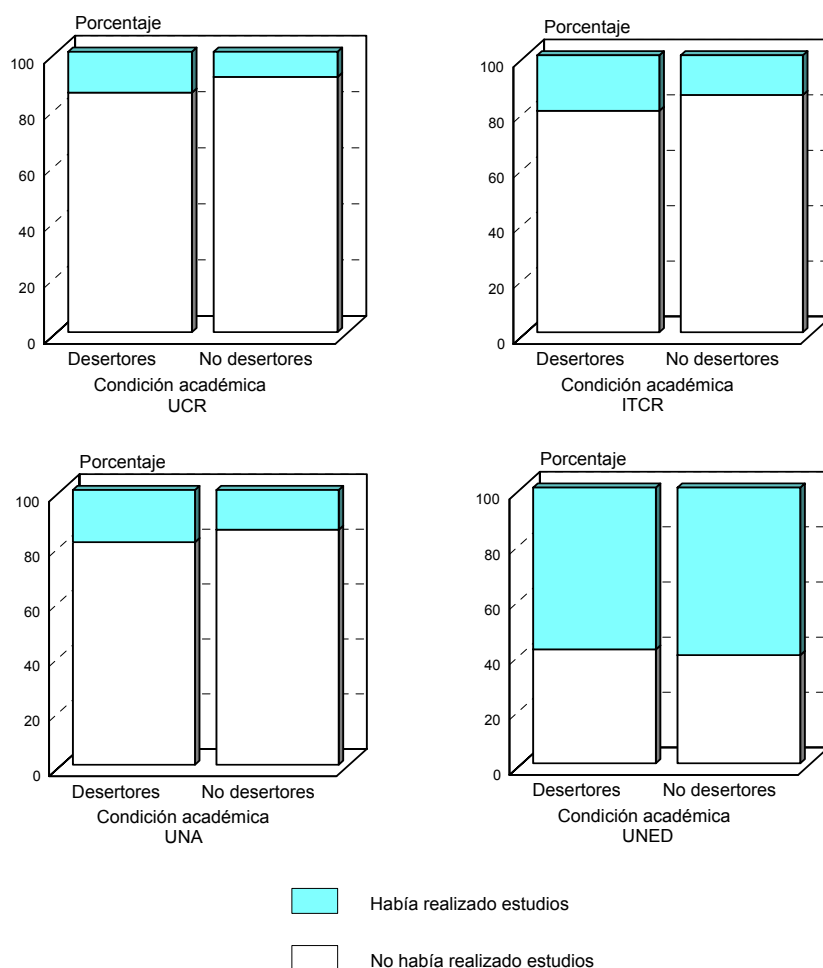 Porcentaje
100
80
60
40
20
0
Desertores No desertores
Condición académica
UCR
Porcentaje
100
80
60
40
20
0
Desertores No desertores
Condición académica
ITCR
Porcentaje
100
80
60
40
20
0
Desertores No desertores
Condición académica
UNA
Porcentaje
100
80
60
40
20
0
Desertores No desertores
Condición académica
UNED
Había realizado estudios
No había realizado estudios